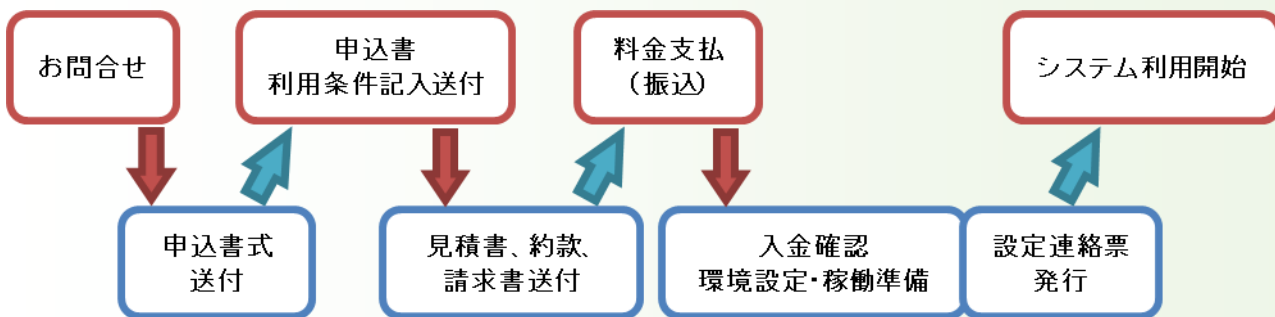 お問合せ
申込書
利用条件記入送付
料金支払
（振込）
システム利用開始
申込書式
送付
見積書、約款、
請求書送付
入金確認
環境設定・稼働準備
設定連絡票
発行